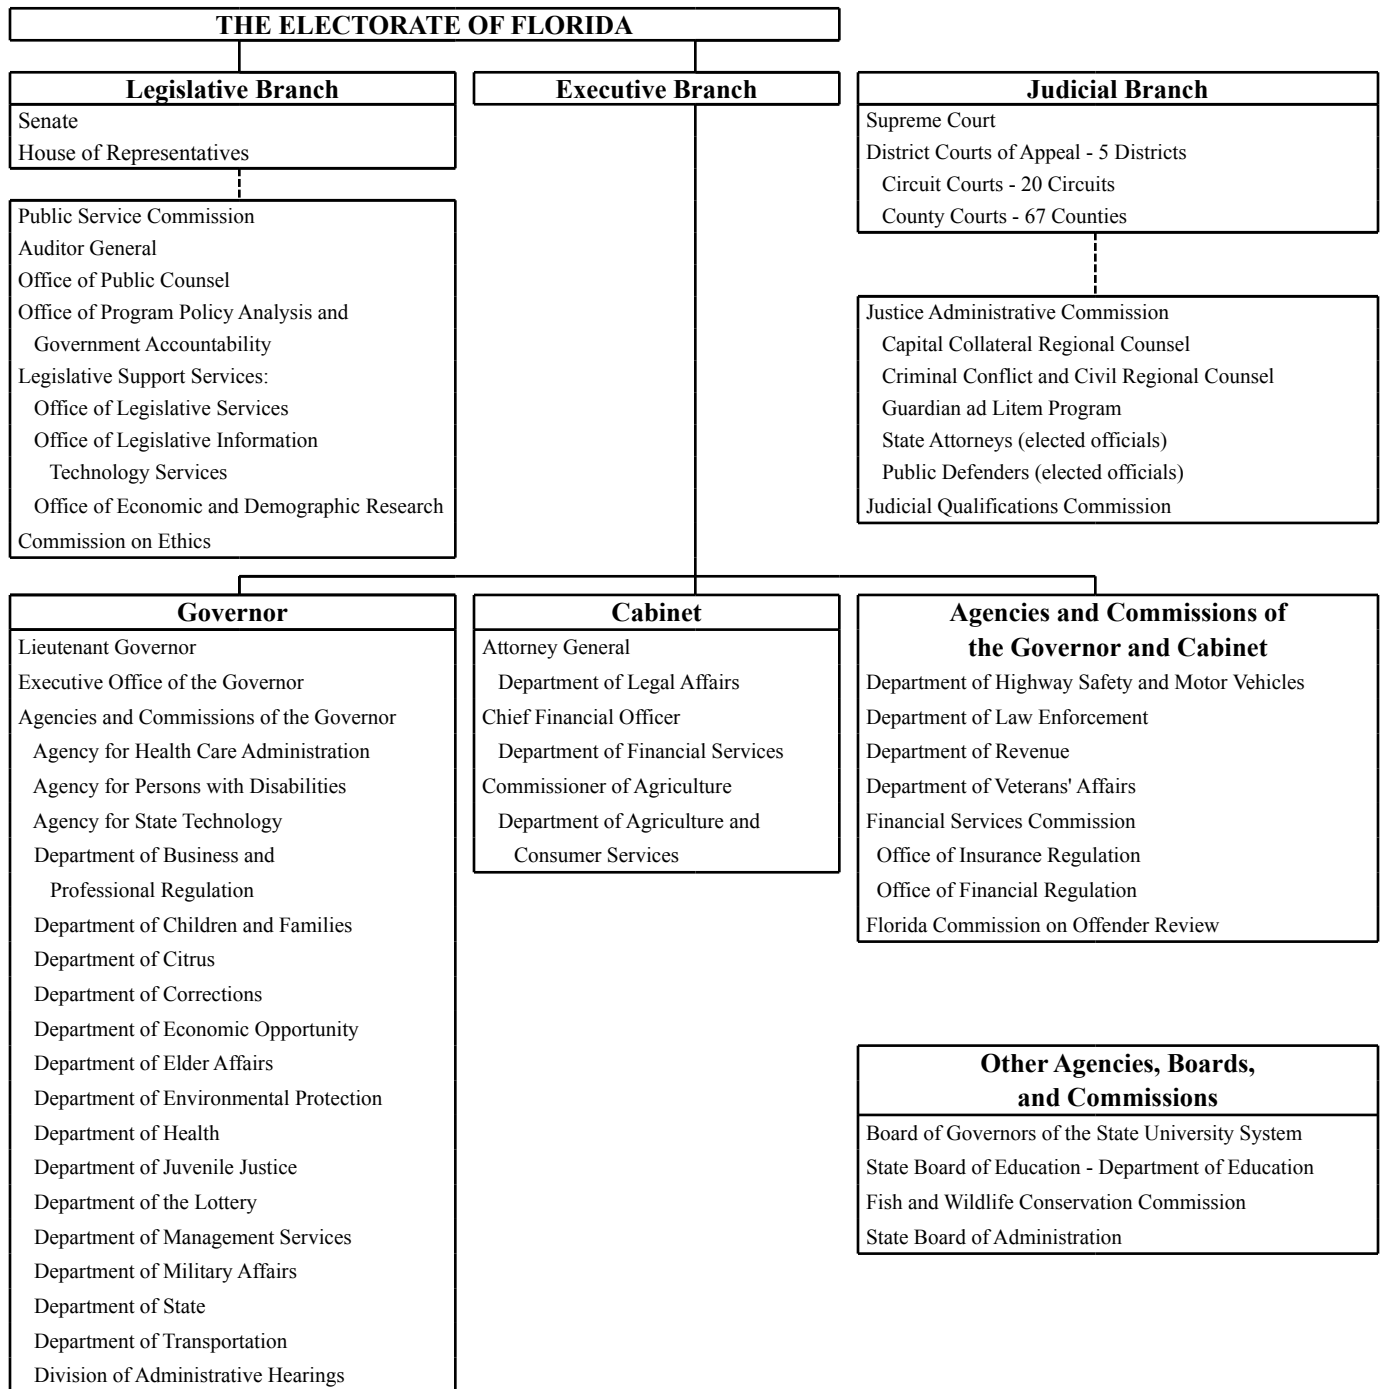 THE ELECTORATE OF FLORIDA
Legislative Branch
Senate
House of Representatives
Public Service Commission
Auditor General
Office of Public Counsel
Office of Program Policy Analysis and
Government Accountability
Legislative Support Services:
Office of Legislative Services
Office of Legislative Information
Technology Services
Office of Economic and Demographic Research
Commission on Ethics
Executive Branch
Judicial Branch
Supreme Court
District Courts of Appeal - 5 Districts
Circuit Courts - 20 Circuits
County Courts - 67 Counties
Justice Administrative Commission
Capital Collateral Regional Counsel
Criminal Conflict and Civil Regional Counsel
Guardian ad Litem Program
State Attorneys (elected officials)
Public Defenders (elected officials)
Judicial Qualifications Commission
Governor
Lieutenant Governor
Executive Office of the Governor
Agencies and Commissions of the Governor
Agency for Health Care Administration
Agency for Persons with Disabilities
Agency for State Technology
Department of Business and
Professional Regulation
Department of Children and Families
Department of Citrus
Department of Corrections
Department of Economic Opportunity
Department of Elder Affairs
Department of Environmental Protection
Department of Health
Department of Juvenile Justice
Department of the Lottery
Department of Management Services
Department of Military Affairs
Department of State
Department of Transportation
Division of Administrative Hearings
Cabinet
Attorney General
Department of Legal Affairs
Chief Financial Officer
Department of Financial Services
Commissioner of Agriculture
Department of Agriculture and
Consumer Services
Agencies and Commissions of
the Governor and Cabinet
Department of Highway Safety and Motor Vehicles
Department of Law Enforcement
Department of Revenue
Department of Veterans' Affairs
Financial Services Commission
Office of Insurance Regulation
Office of Financial Regulation
Florida Commission on Offender Review
Other Agencies, Boards,
and Commissions
Board of Governors of the State University System
State Board of Education - Department of Education
Fish and Wildlife Conservation Commission
State Board of Administration